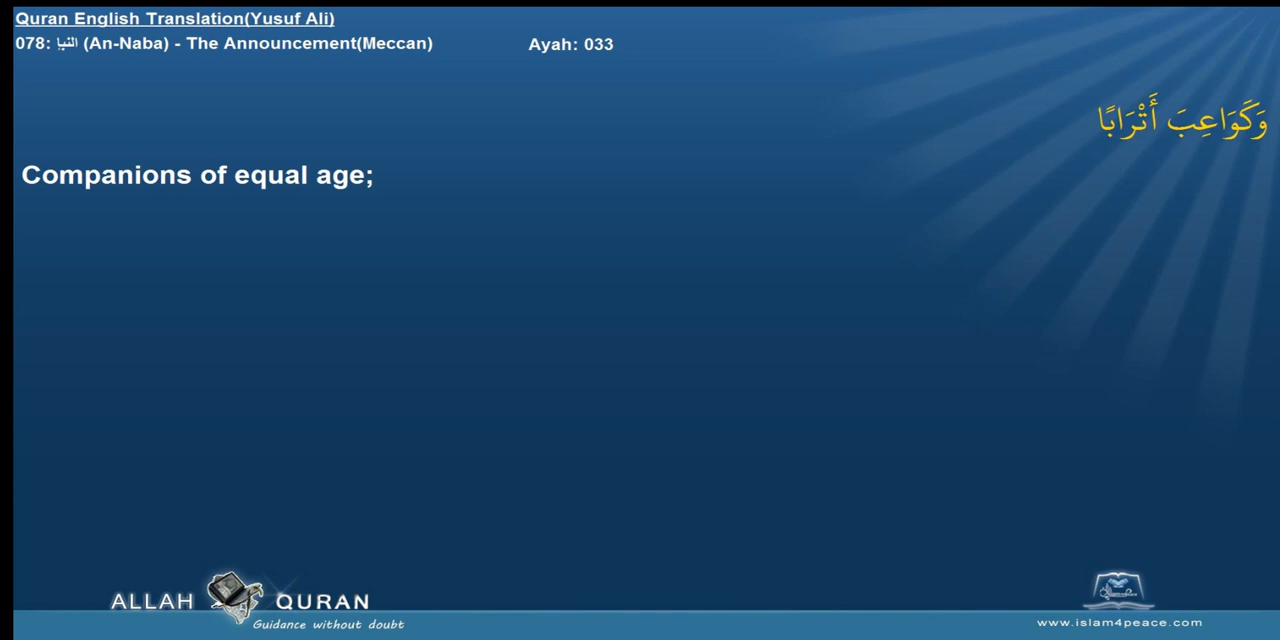 Quran English Translation(Yusuf Ali)
078: النبإ (An-Naba) - The Announcement(Meccan) Ayah: 033
وَكَوَاعِبَ أَتْرَابًا
Companions of equal age;
ALLAH QURAN
Guidance without doubt
www.islam4peace.com